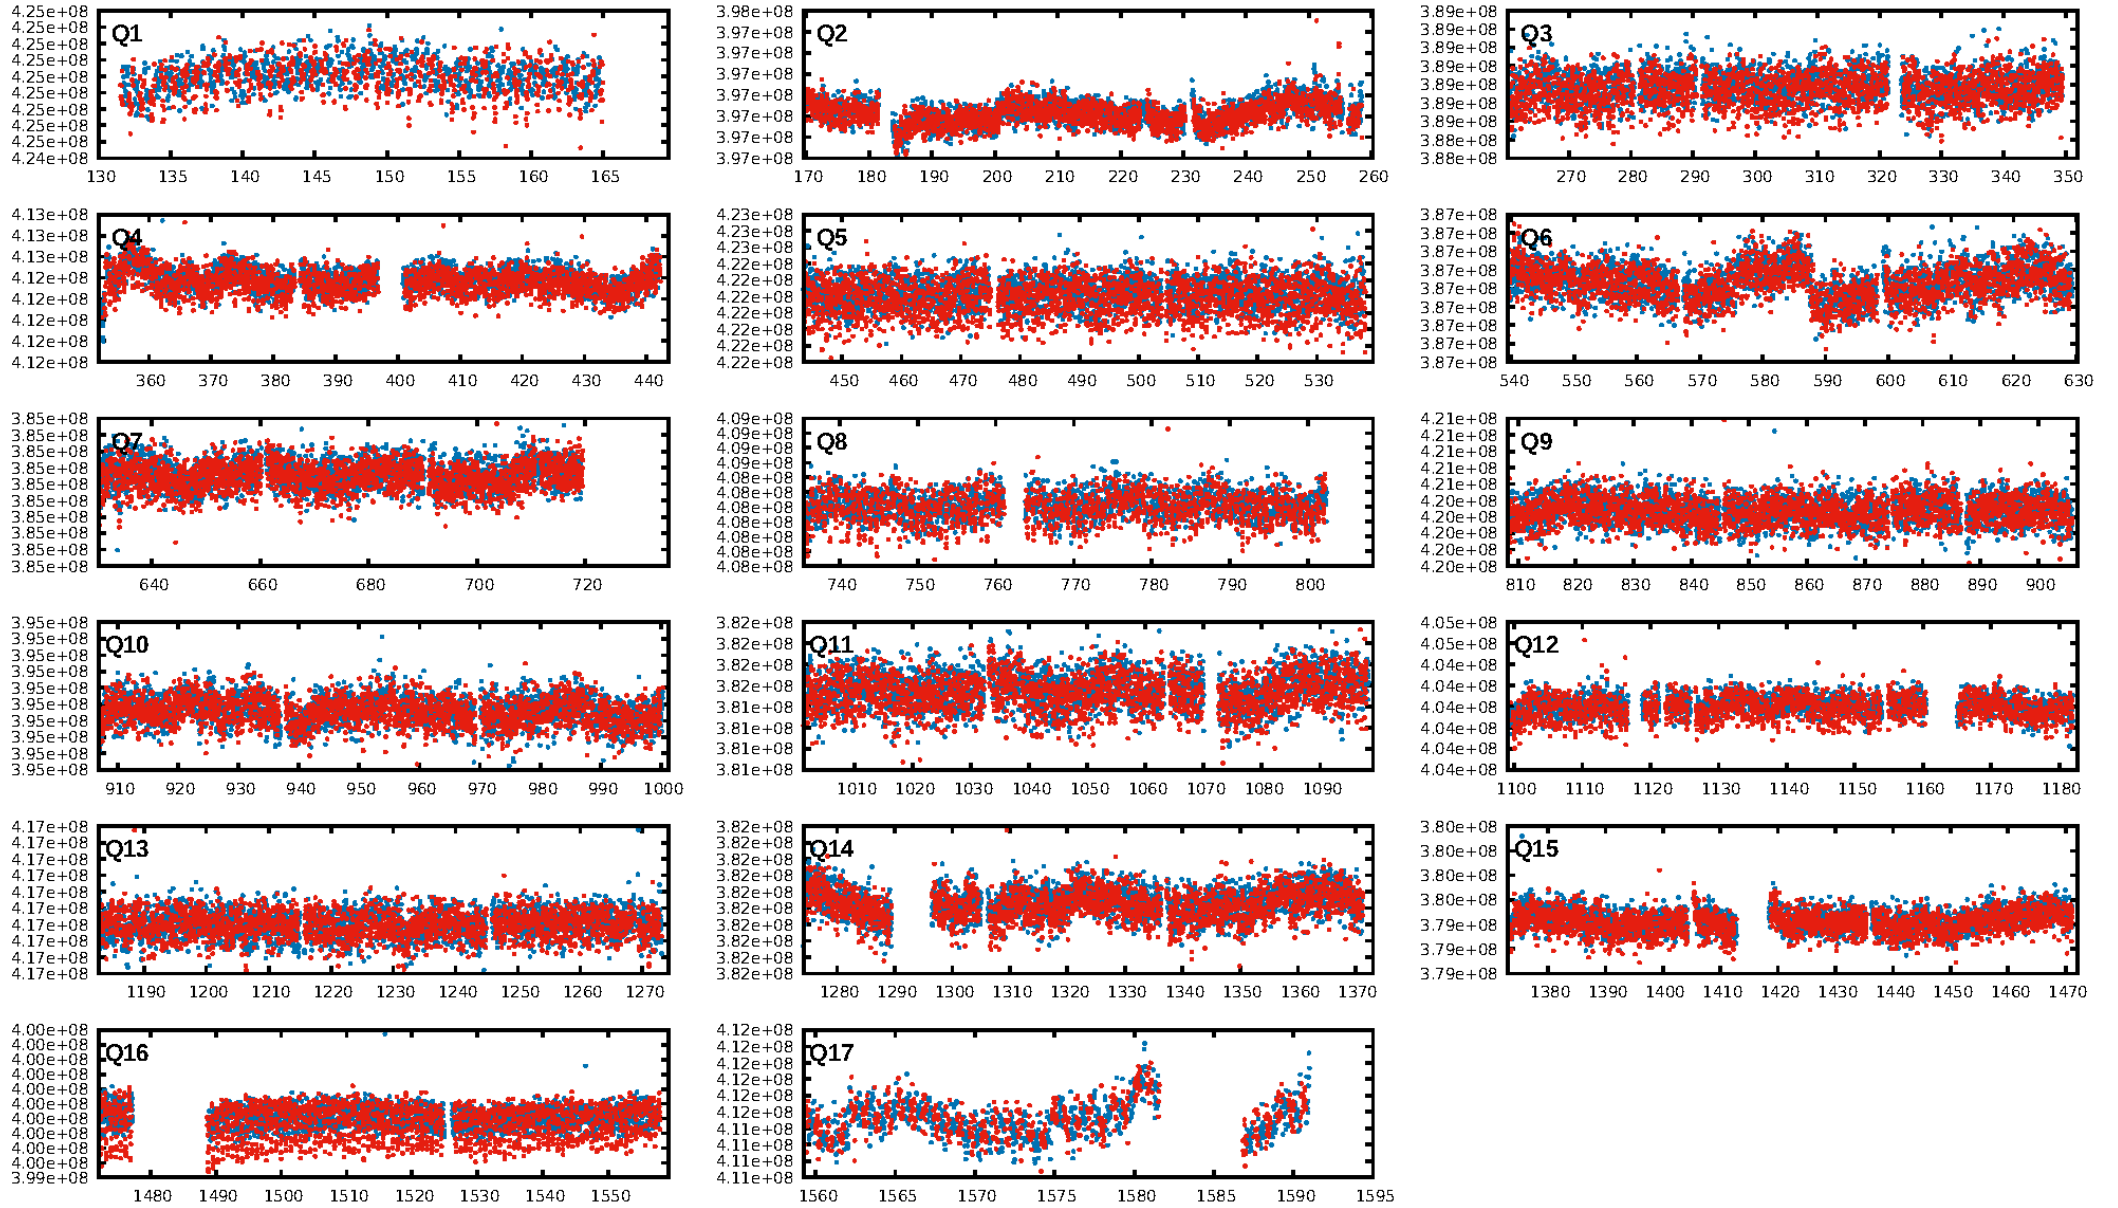 4.25e+08
4.25e+08
4.25e+08
4.25e+08
4.25e+08
4.25e+08
4.25e+08
4.25e+08
4.25e+08
4.24e+08
Q1
130 135 140 145 150 155 160 165
3.98e+08
3.97e+08
3.97e+08
3.97e+08
3.97e+08
3.97e+08
3.97e+08
3.97e+08
Q2
170 180 190 200 210 220 230 240 250 260
3.89e+08
3.89e+08
3.89e+08
3.89e+08
3.89e+08
3.89e+08
3.89e+08
3.88e+08
3.88e+08
Q3
270 280 290 300 310 320 330 340 350
4.13e+08
4.13e+08
4.13e+08
4.12e+08
4.12e+08
4.12e+08
4.12e+08
4.12e+08
Q4
360 370 380 390 400 410 420 430 440
4.23e+08
4.23e+08
4.23e+08
4.22e+08
4.22e+08
4.22e+08
4.22e+08
4.22e+08
4.22e+08
4.22e+08
Q5
450 460 470 480 490 500 510 520 530
3.87e+08
3.87e+08
3.87e+08
3.87e+08
3.87e+08
3.87e+08
3.87e+08
3.87e+08
3.87e+08
Q6
540 550 560 570 580 590 600 610 620 630
3.85e+08
3.85e+08
3.85e+08
3.85e+08
3.85e+08
3.85e+08
3.85e+08
3.85e+08
3.85e+08
3.85e+08
Q7
640 660 680 700 720
4.09e+08
4.09e+08
4.09e+08
4.09e+08
4.08e+08
4.08e+08
4.08e+08
4.08e+08
4.08e+08
4.08e+08
4.08e+08
Q8
740 750 760 770 780 790 800
4.21e+08
4.21e+08
4.21e+08
4.21e+08
4.21e+08
4.20e+08
4.20e+08
4.20e+08
4.20e+08
4.20e+08
Q9
810 820 830 840 850 860 870 880 890 900
3.95e+08
3.95e+08
3.95e+08
3.95e+08
3.95e+08
3.95e+08
3.95e+08
3.95e+08
3.95e+08
3.95e+08
Q10
910 920 930 940 950 960 970 980 990 1000
3.82e+08
3.82e+08
3.82e+08
3.82e+08
3.81e+08
3.81e+08
3.81e+08
3.81e+08
Q11
1010 1020 1030 1040 1050 1060 1070 1080 1090
4.05e+08
4.05e+08
4.04e+08
4.04e+08
4.04e+08
4.04e+08
4.04e+08
4.04e+08
Q12
1100 1110 1120 1130 1140 1150 1160 1170 1180
4.17e+08
4.17e+08
4.17e+08
4.17e+08
4.17e+08
4.17e+08
4.17e+08
4.17e+08
4.17e+08
4.17e+08
Q13
1190 1200 1210 1220 1230 1240 1250 1260 1270
3.82e+08
3.82e+08
3.82e+08
3.82e+08
3.82e+08
3.82e+08
3.82e+08
3.82e+08
3.82e+08
3.82e+08
Q14
1280 1290 1300 1310 1320 1330 1340 1350 1360 1370
3.80e+08
3.80e+08
3.80e+08
3.80e+08
3.79e+08
3.79e+08
3.79e+08
Q15
1380 1390 1400 1410 1420 1430 1440 1450 1460 1470
4.00e+08
4.00e+08
4.00e+08
4.00e+08
4.00e+08
4.00e+08
4.00e+08
4.00e+08
4.00e+08
4.00e+08
3.99e+08
Q16
1480 1490 1500 1510 1520 1530 1540 1550
4.12e+08
4.12e+08
4.12e+08
4.12e+08
4.12e+08
4.12e+08
4.11e+08
4.11e+08
4.11e+08
4.11e+08
Q17
1560 1565 1570 1575 1580 1585 1590 1595